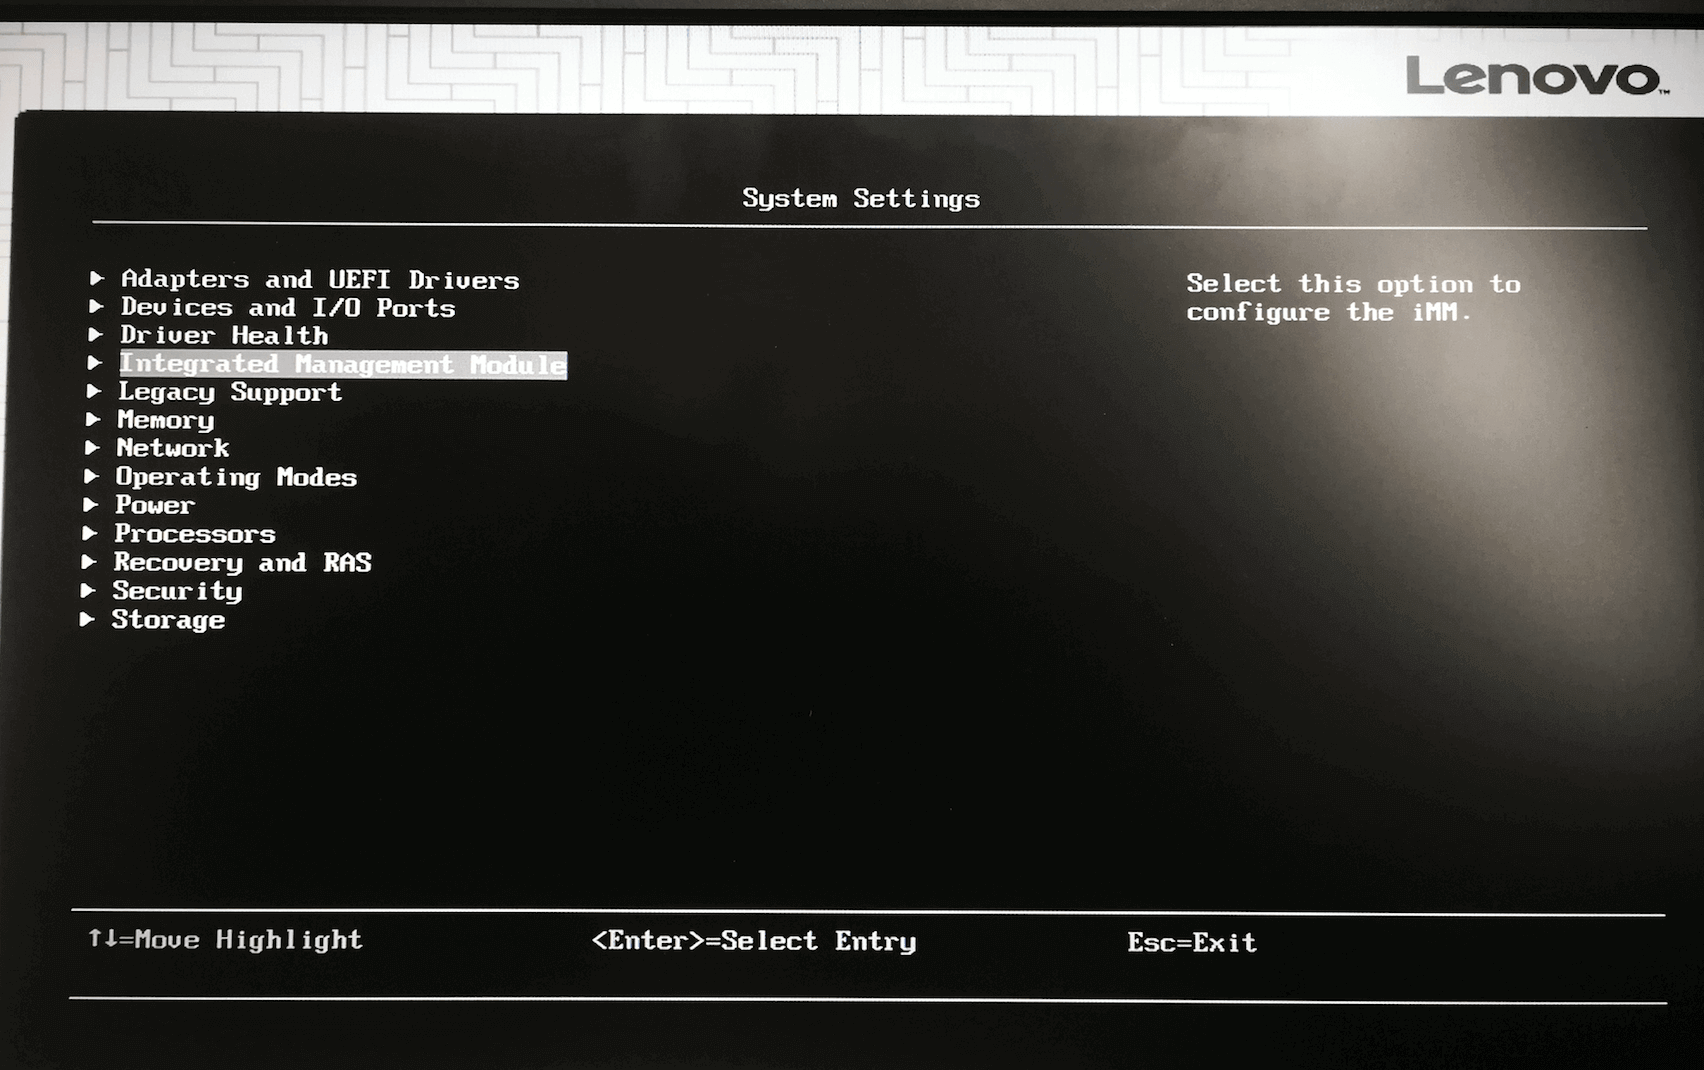 Lenovo™
System Settings
Adapters and UEFI Drivers
Devices and I/O Ports
Driver Health
Integrated Management Module
Legacy Support
Memory
Network
Operating Modes
Power
Processors
Recovery and RAS
Security
Storage
Select this option to
configure the iMM.
↑↓=Move Highlight
<Enter>=Select Entry
Esc=Exit